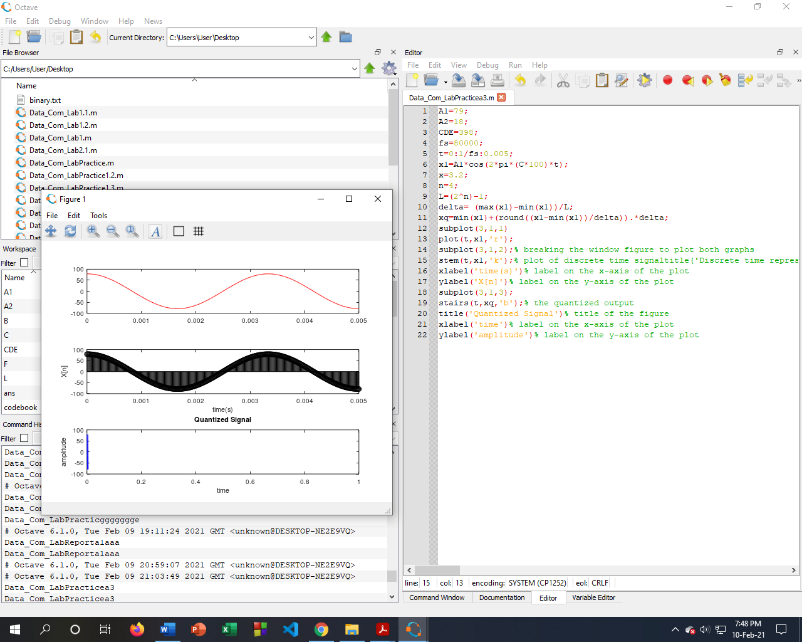 Octave
File Edit Debug Window Help News
Current Directory: C:\Users\User\Desktop
File Browser
C:/Users/User/Desktop
Name
binary.txt
Data_Com_Lab1.1.m
Data_Com_Lab1.2.m
Data_Com_Lab1.m
Data_Com_Lab2.1.m
Data_Com_LabPractice.m
Data_Com_LabPractice1.2.m
Data_Com_LabPractice1.3.m
Workspace
Filter
Name
A1
A2
B
C
CDE
F
L
ans
codebook
Command His
Filter
Data_Com
Data_Com
Data_Com
# Octave
Data_Com
Data_Com
Data_Com_LabPracticggggggge
# Octave 6.1.0, Tue Feb 09 19:11:24 2021 GMT <unknown@DESKTOP-NE2E9VQ>
Data_Com_LabReportalaaa
Data_Com_LabReportalaaa
# Octave 6.1.0, Tue Feb 09 20:59:07 2021 GMT <unknown@DESKTOP-NE2E9VQ>
# Octave 6.1.0, Tue Feb 09 21:03:49 2021 GMT <unknown@DESKTOP-NE2E9VQ>
Data_Com_LabPracticea3
Data_Com_LabPracticea3
Figure 1
File Edit Tools
100
50
0
-50
-100
0 0.001 0.002 0.003 0.004 0.005
X[n]
100
50
0
-50
-100
0 0.001 0.002 0.003 0.004 0.005
time(s)
Quantized Signal
amplitude
100
50
0
-50
-100
0 0.2 0.4 0.6 0.8 1
time
Editor
File Edit View Debug Run Help
Data_Com_LabPracticea3.m
1 A1=79;
2 A2=18;
3 CDE=398;
4 fs=80000;
5 t=0:1/fs:0.005;
6 x1=A1*cos(2*pi*(C*100)*t);
7 x=3.2;
8 n=4;
9 L=(2^n)-1;
10 delta= (max(x1)-min(x1))/L;
11 xq=min(x1)+(round((x1-min(x1))/delta)).*delta;
12 subplot(3,1,1)
13 plot(t,x1,'r');
14 subplot(3,1,2);% breaking the window figure to plot both graphs
15 stem(t,x1,'k');% plot of discrete time signaltitle('Discrete time repres
16 xlabel('time(s)')% label on the x-axis of the plot
17 ylabel('X[n]')% label on the y-axis of the plot
18 subplot(3,1,3);
19 stairs(t,xq,'b');% the quantized output
20 title('Quantized Signal')% title of the figure
21 xlabel('time')% label on the x-axis of the plot
22 ylabel('amplitude')% label on the y-axis of the plot
line: 15 col: 13 encoding: SYSTEM (CP1252) eol: CRLF
Command Window Documentation Editor Variable Editor
7:48 PM
10-Feb-21